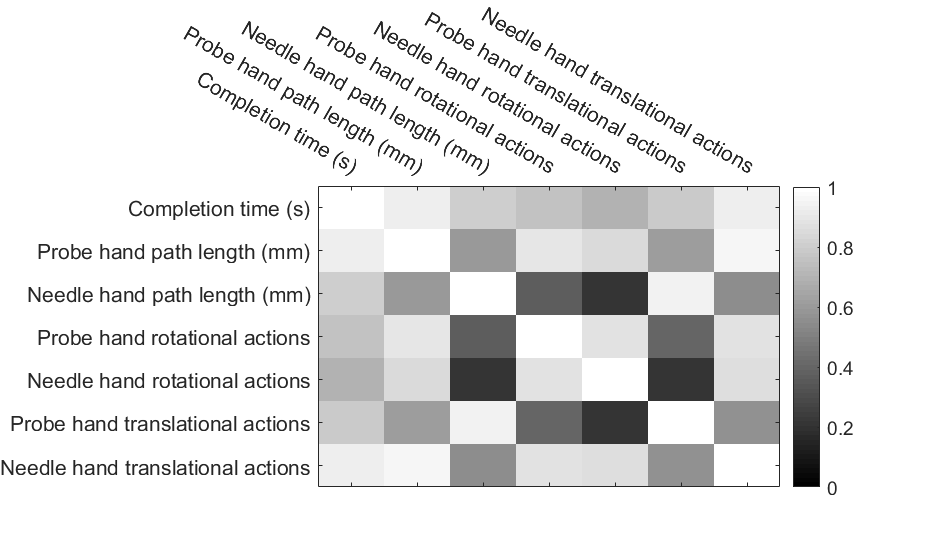 Completion time (s)
Probe hand path length (mm)
Needle hand path length (mm)
Probe hand rotational actions
Needle hand rotational actions
Probe hand translational actions
Needle hand translational actions
Completion time (s)
Probe hand path length (mm)
Needle hand path length (mm)
Probe hand rotational actions
Needle hand rotational actions
Probe hand translational actions
Needle hand translational actions
1
0.8
0.6
0.4
0.2
0